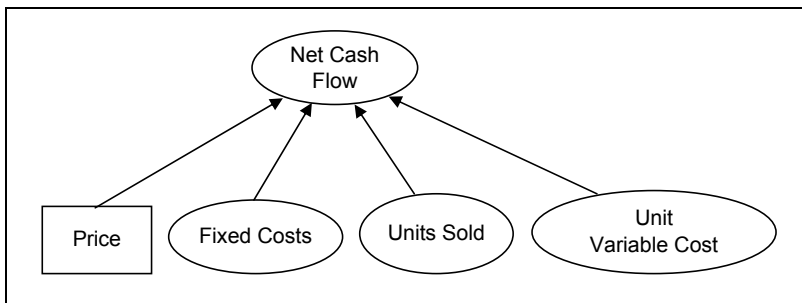 Net Cash
Flow
Price
Fixed Costs
Units Sold
Unit
Variable Cost